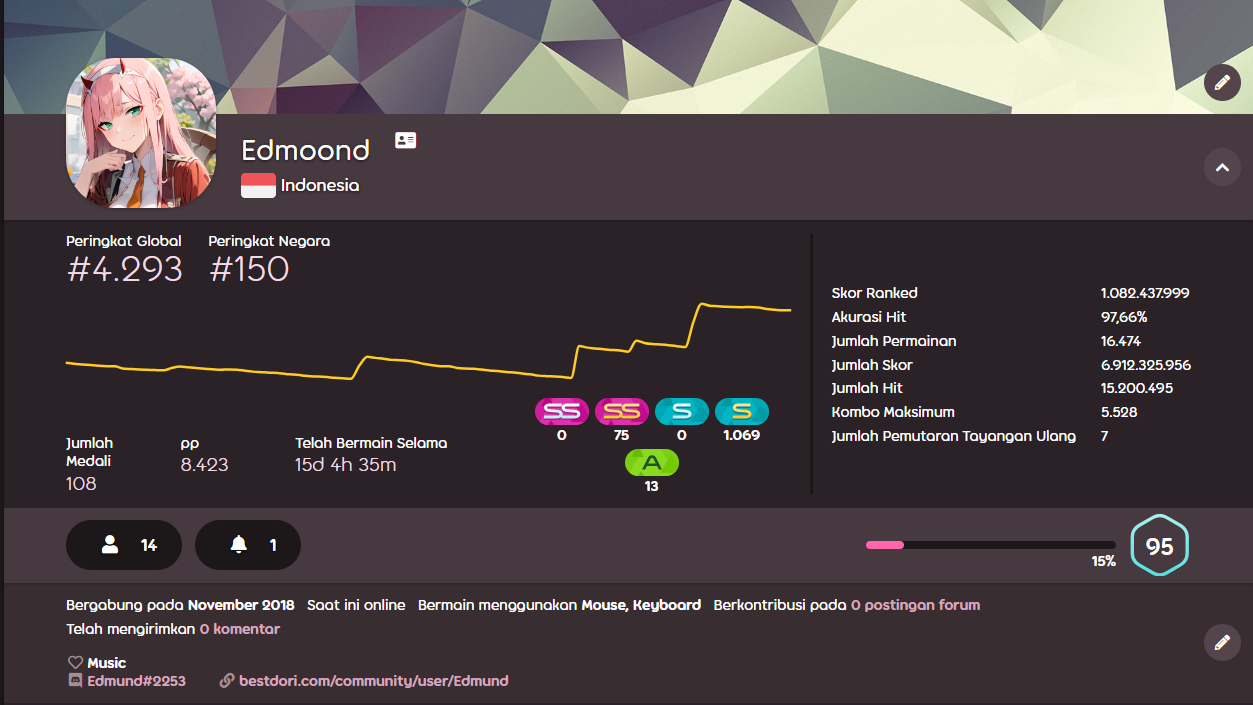 Edmoond
Indonesia
Peringkat Global Peringkat Negara
#4.293 #150
Skor Ranked 1.082.437.999
Akurasi Hit 97,66%
Jumlah Permainan 16.474
Jumlah Skor 6.912.325.956
Jumlah Hit 15.200.495
Kombo Maksimum 5.528
Jumlah Pemutaran Tayangan Ulang 7
SS SS S S
0 75 0 1.069
A
13
Jumlah Medali
108
pp
8.423
Telah Bermain Selama
15d 4h 35m
14 1
15%
95
Bergabung pada November 2018 Saat ini online Bermain menggunakan Mouse, Keyboard Berkontribusi pada 0 postingan forum
Telah mengirimkan 0 komentar
Music
Edmund#2253 bestdori.com/community/user/Edmund